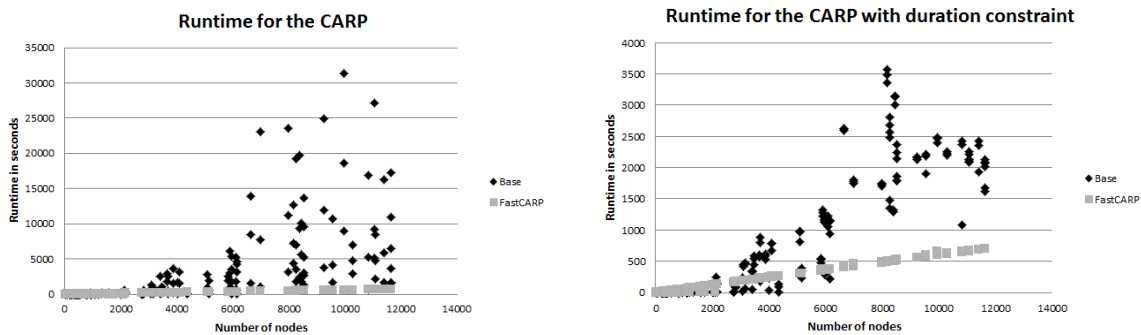 Runtime for the CARP
35000
30000
25000
20000
15000
10000
5000
0
0 2000 4000 6000 8000 10000 12000 14000
Runtime in seconds
Number of nodes
Base
FastCARP
Runtime for the CARP with duration constraint
4000
3500
3000
2500
2000
1500
1000
500
0
0 2000 4000 6000 8000 10000 12000 14000
Runtime in seconds
Number of nodes
Base
FastCARP